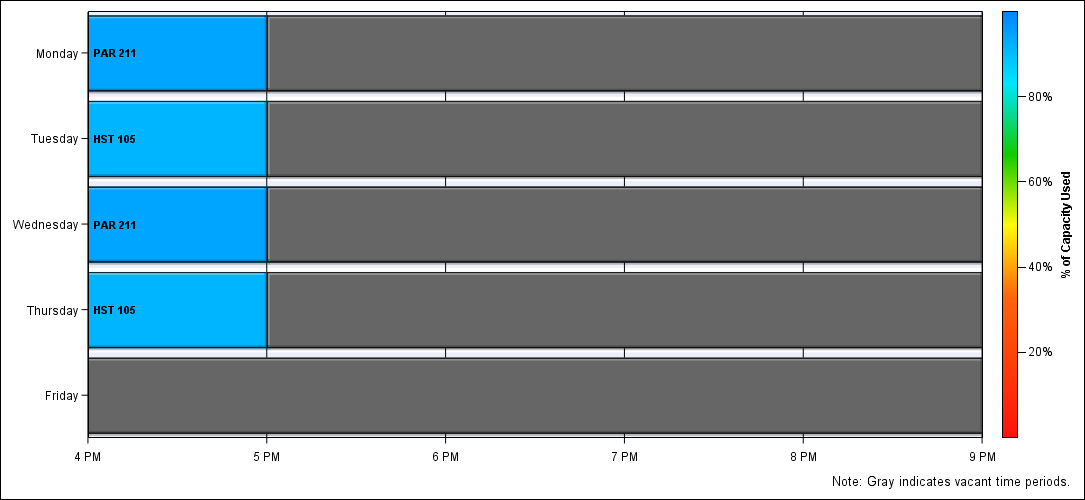 Monday
PAR 211
Tuesday
HST 105
Wednesday
PAR 211
Thursday
HST 105
Friday
4 PM 5 PM 6 PM 7 PM 8 PM 9 PM
80%
60%
40%
20%
% of Capacity Used
Note: Gray indicates vacant time periods.